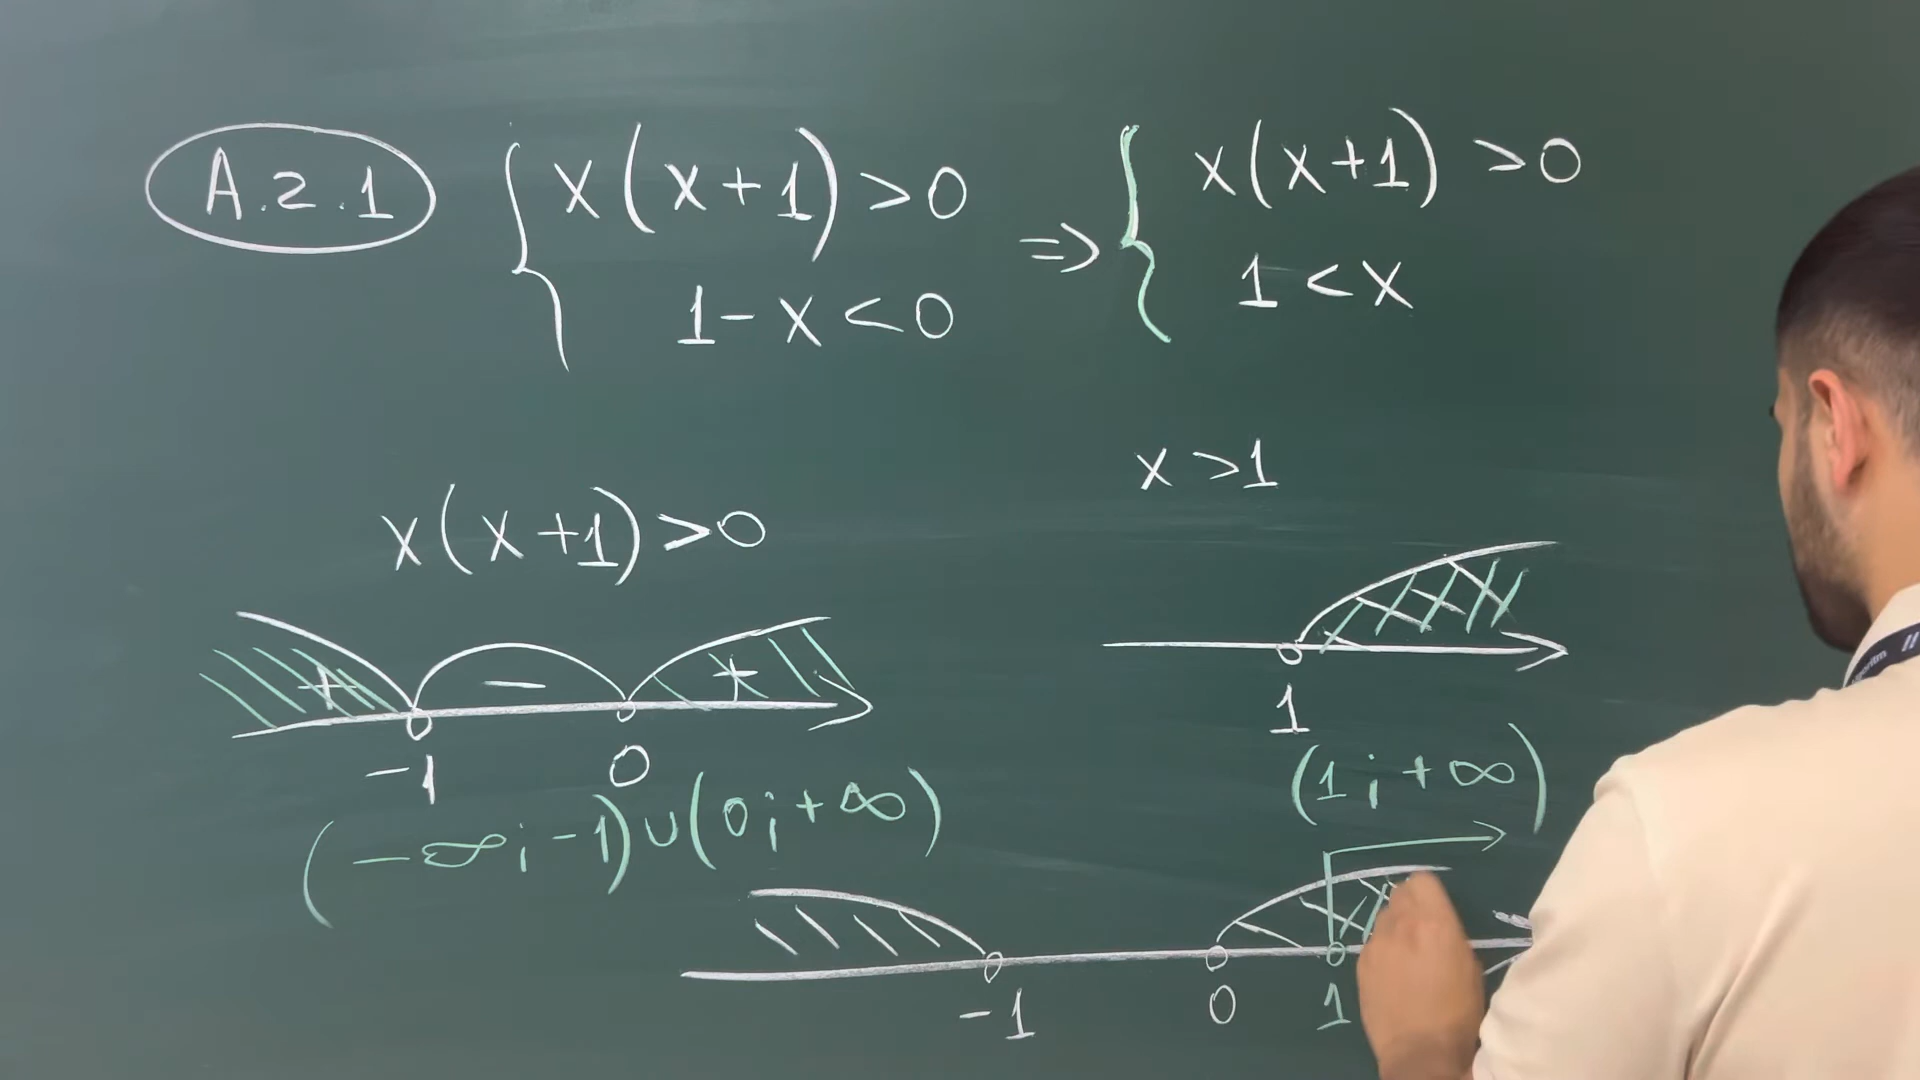 A.2.1 { x(x+1)>0 => { x(x+1)>0
1-x<0 1<x
x>1
x(x+1)>0
+ - +
-1 0
1
(-∞;-1)∪(0;+∞)
(1;+∞)
-1 0 1